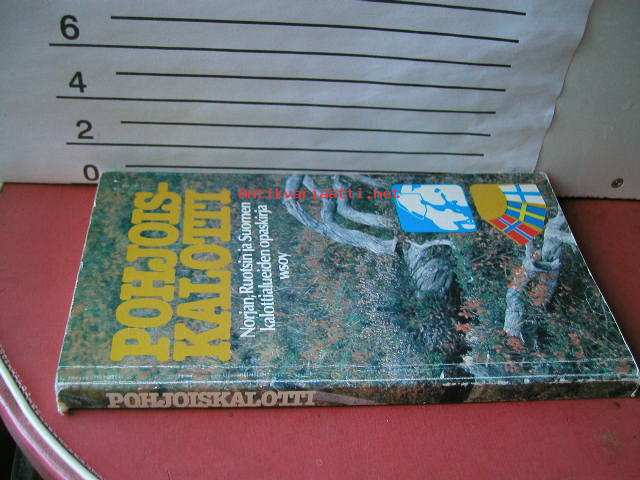 6
4
2
0
Antikvariaatti.net
POHJOIS-
KALOTTI
Norjan, Ruotsin ja Suomen
kalottialueiden opaskirja
WSOY
POHJOISKALOTTI